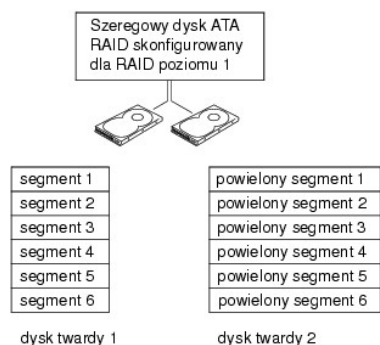 Szeregowy dysk ATA
RAID skonfigurowany
dla RAID poziomu 1
segment 1
segment 2
segment 3
segment 4
segment 5
segment 6
dysk twardy 1
powielony segment 1
powielony segment 2
powielony segment 3
powielony segment 4
powielony segment 5
powielony segment 6
dysk twardy 2